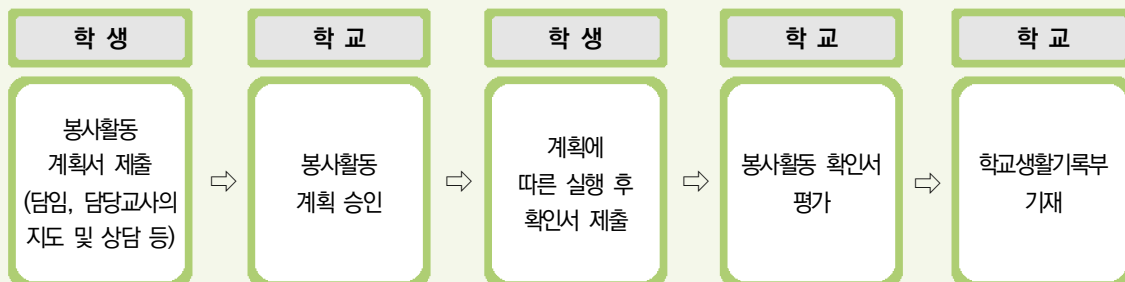 학 생
봉사활동
계획서 제출
(담임, 담당교사의
지도 및 상담 등)
⇨
학 교
봉사활동
계획 승인
⇨
학 생
계획에
따른 실행 후
확인서 제출
⇨
학 교
봉사활동 확인서
평가
⇨
학 교
학교생활기록부
기재